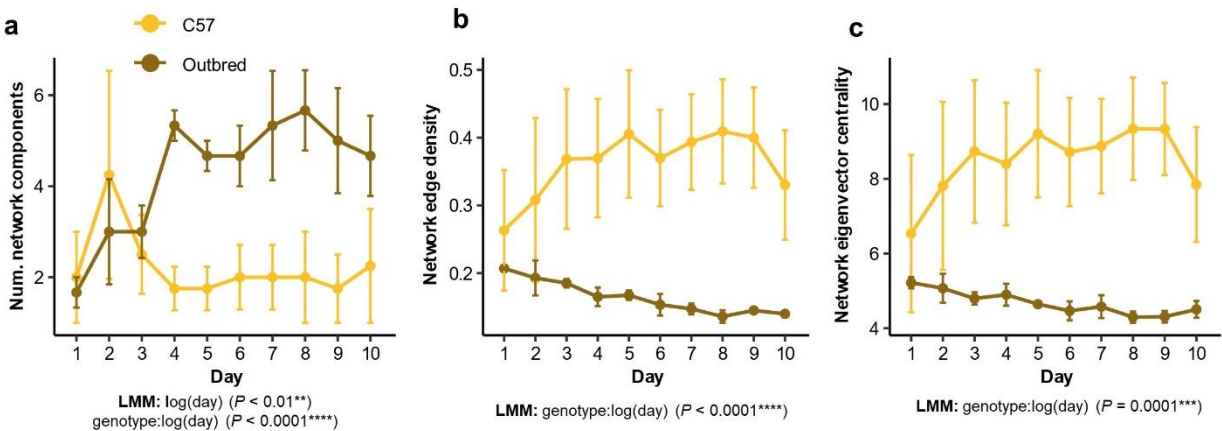 a
C57
Outbred
Num. network components
6
4
2
1 2 3 4 5 6 7 8 9 10
Day
LMM: log(day) (P < 0.01**)
genotype:log(day) (P < 0.0001****)
b
Network edge density
0.5
0.4
0.3
0.2
1 2 3 4 5 6 7 8 9 10
Day
LMM: genotype:log(day) (P < 0.0001****)
c
Network eigenvector centrality
10
8
6
4
1 2 3 4 5 6 7 8 9 10
Day
LMM: genotype:log(day) (P = 0.0001***)